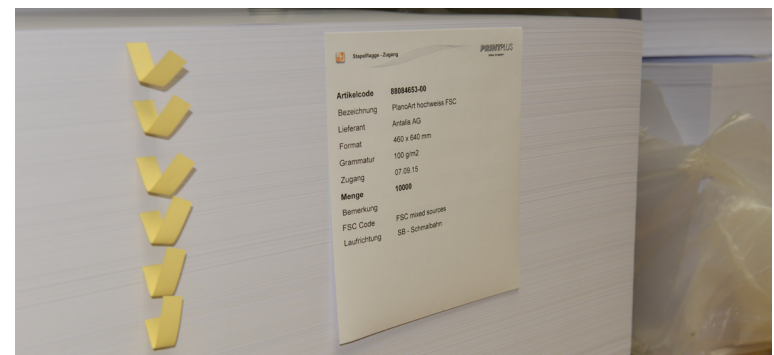 Stapelflagge - Zugang
PRINTPLUS
Artikelcode 88084653-00
Bezeichnung PlanoArt hochweiss FSC
Lieferant Antalis AG
Format 460 x 640 mm
Grammatur 100 g/m2
Zugang 07.09.15
Menge 10000
Bemerkung
FSC Code FSC mixed sources
Laufrichtung SB - Schmalbahn